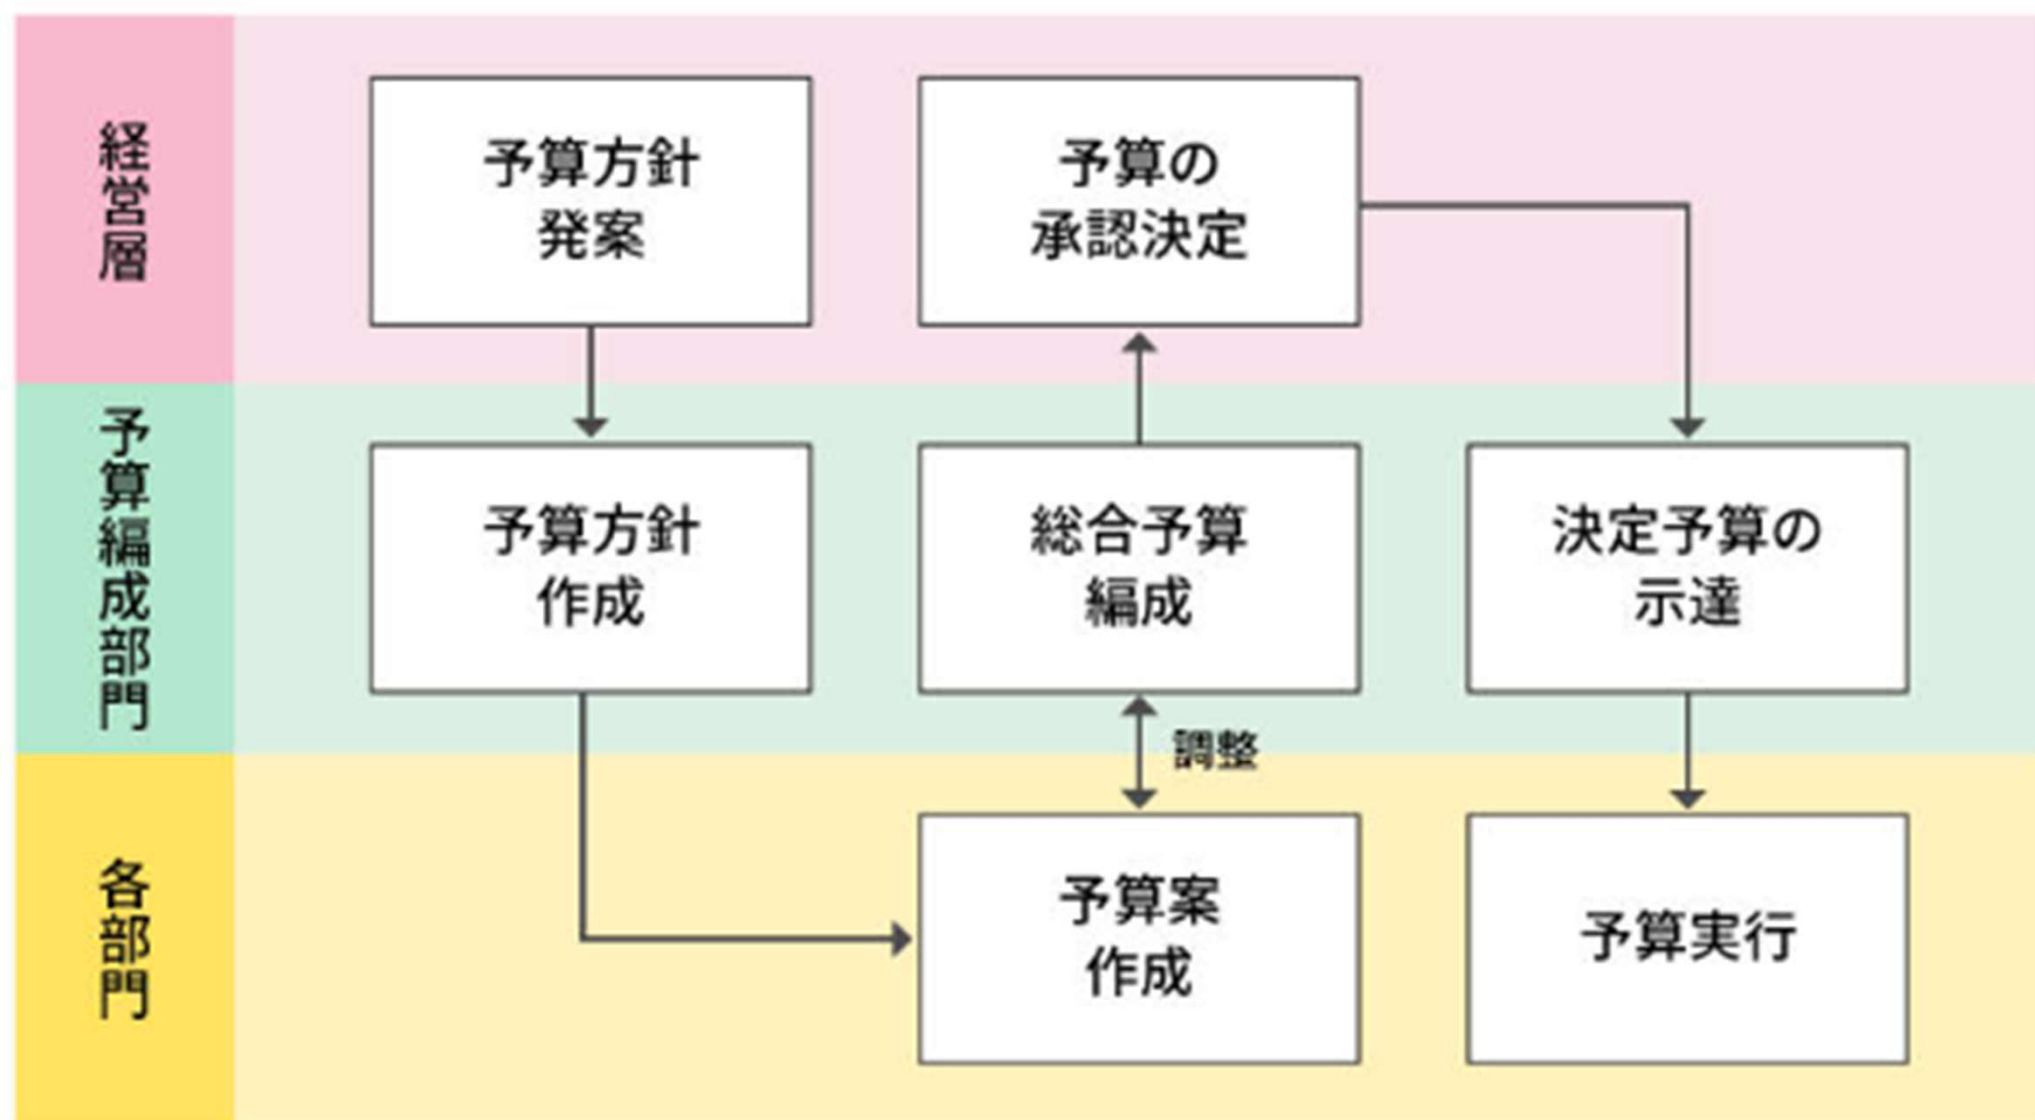 経営層
予算方針
発案
予算の
承認決定
予算編成部門
予算方針
作成
総合予算
編成
決定予算の
示達
調整
各部門
予算案
作成
予算実行